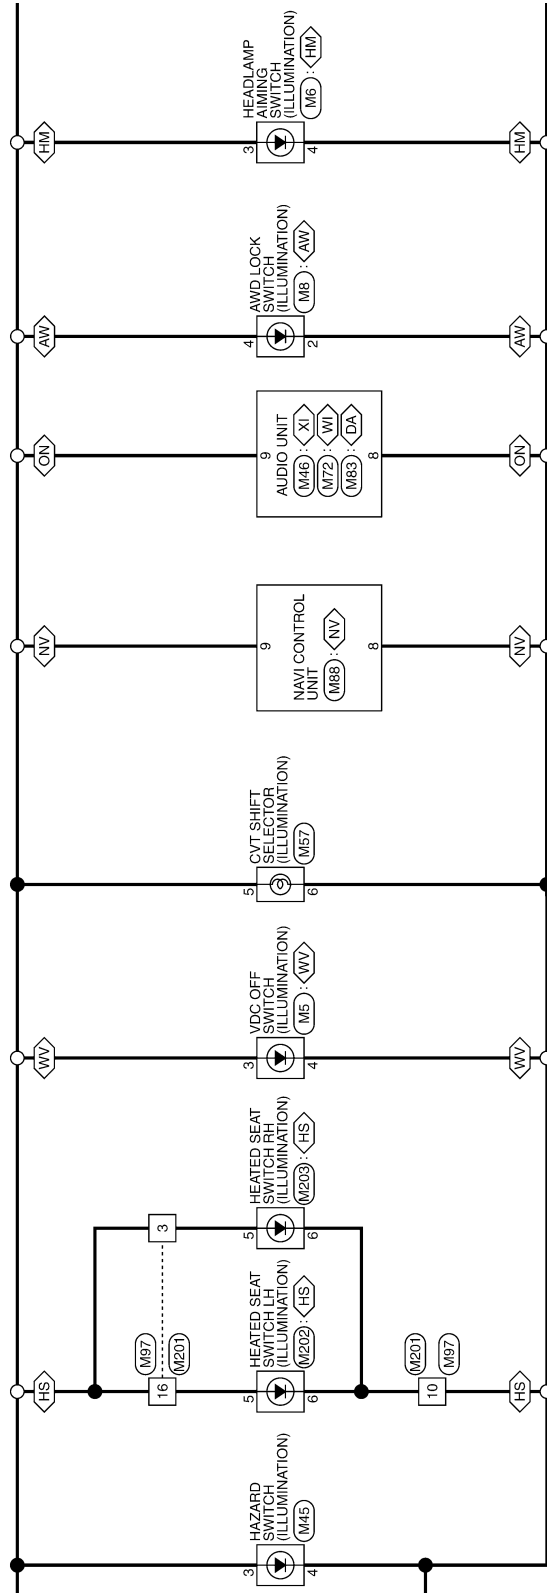 HM
HEADLAMP
AIMING
SWITCH
(ILLUMINATION)
M6 : HM
3
4
HM
AW
AWD LOCK
SWITCH
(ILLUMINATION)
M8 : AW
4
2
AW
ON
9
AUDIO UNIT
M46 : XI
M72 : WI
M83 : DA
8
ON
NV
9
NAVI CONTROL
UNIT
M88 : NV
8
NV
CVT SHIFT
SELECTOR
(ILLUMINATION)
M57
5
6
WV
VDC OFF
SWITCH
(ILLUMINATION)
M5 : WV
3
4
WV
HEATED SEAT
SWITCH RH
(ILLUMINATION)
M203 : HS
3
5
6
HS
M97
16
M201
HEATED SEAT
SWITCH LH
(ILLUMINATION)
M202 : HS
5
6
M201
10
M97
HS
HAZARD
SWITCH
(ILLUMINATION)
M45
3
4